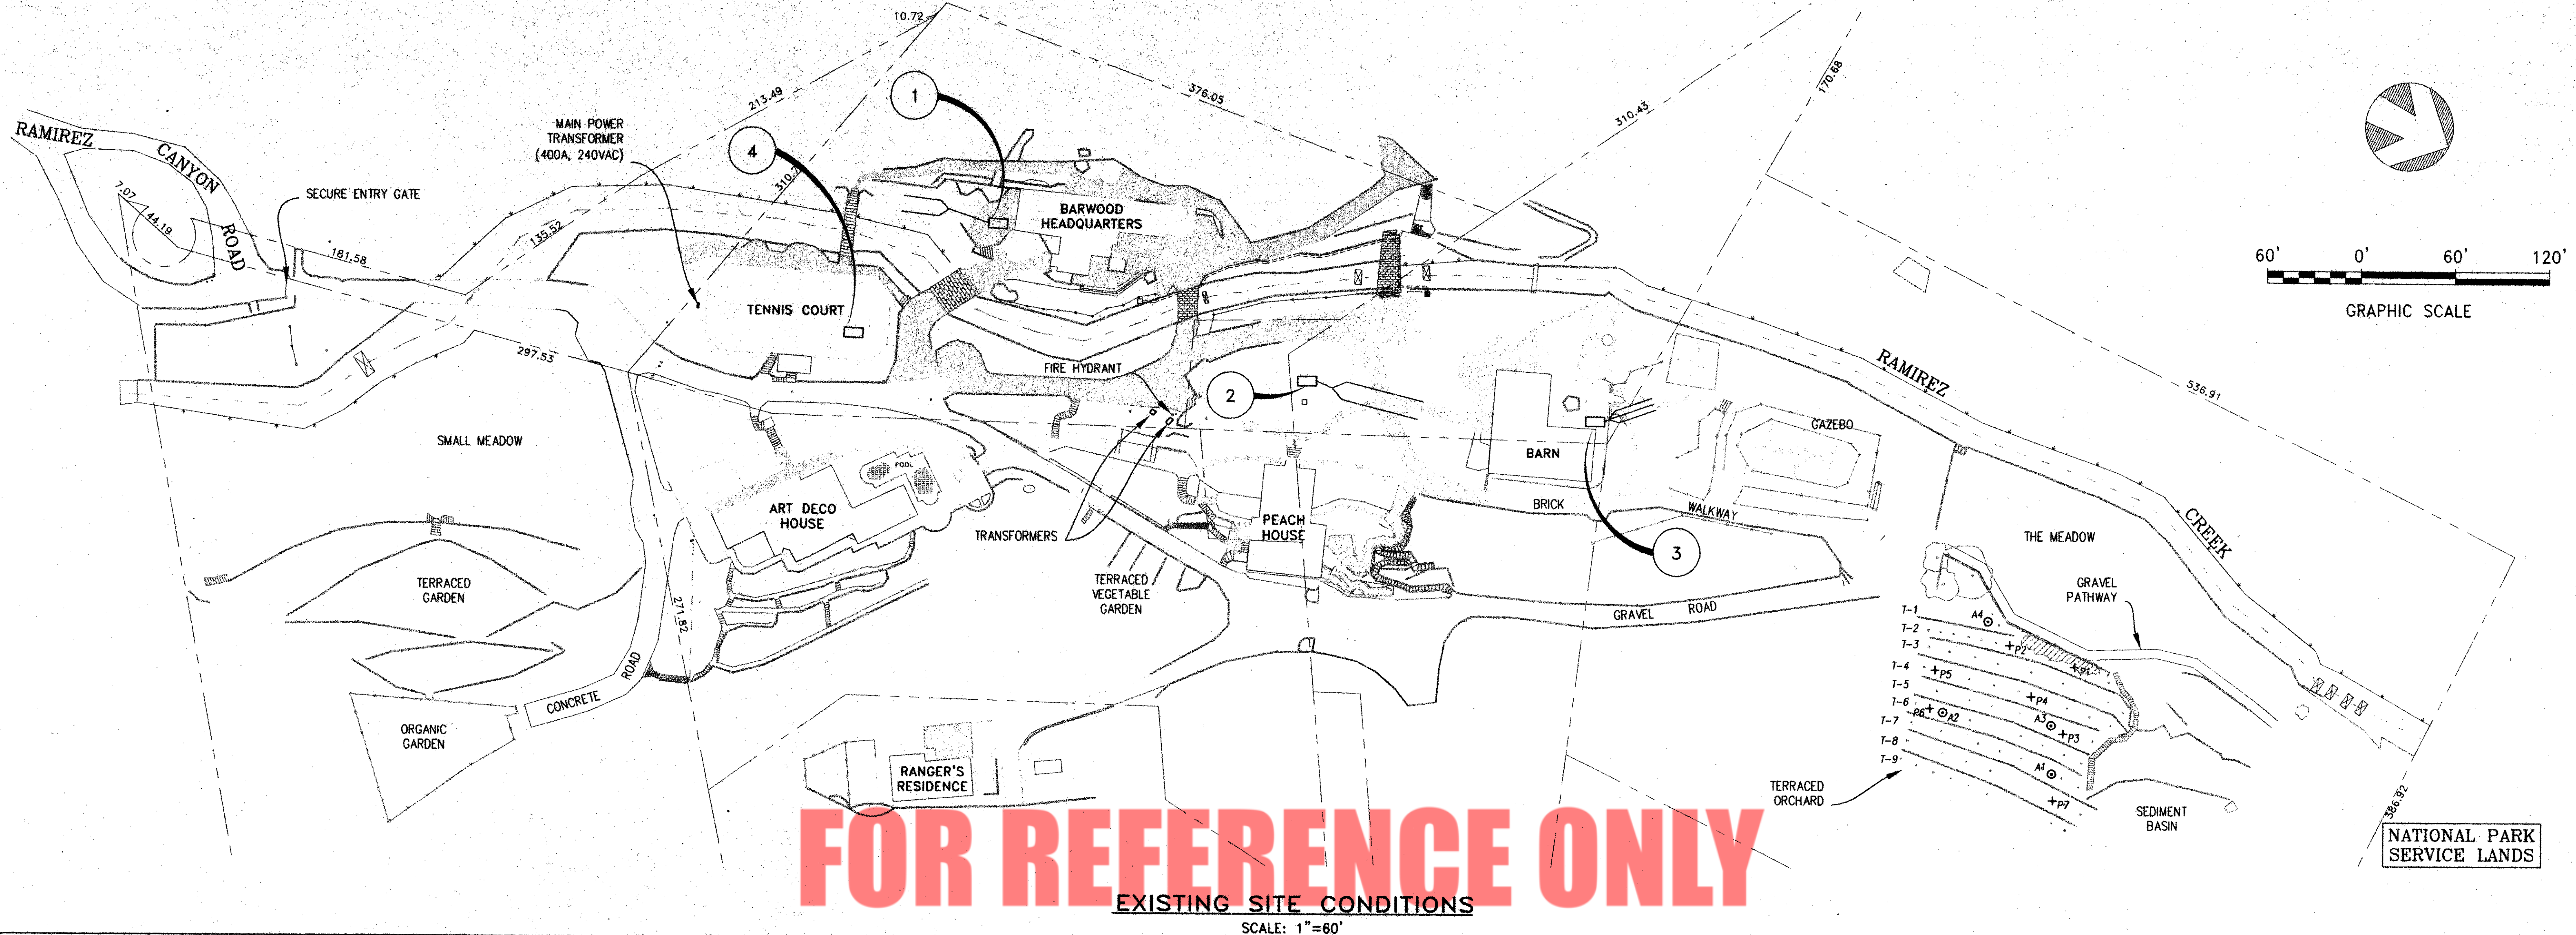 10.72
213.49
376.05
170.68
310.43
1
4
MAIN POWER
TRANSFORMER
(400A, 240VAC)
RAMIREZ
CANYON
ROAD
SECURE ENTRY GATE
7.07
44.19
181.58
135.52
BARWOOD
HEADQUARTERS
60' 0' 60' 120'
GRAPHIC SCALE
TENNIS COURT
297.53
FIRE HYDRANT
2
RAMIREZ
536.91
SMALL MEADOW
POOL
GAZEBO
BARN
ART DECO
HOUSE
TRANSFORMERS
PEACH
HOUSE
BRICK
WALKWAY
3
CREEK
THE MEADOW
TERRACED
GARDEN
TERRACED
VEGETABLE
GARDEN
GRAVEL
PATHWAY
271.82
GRAVEL ROAD
T-1
T-2
T-3
T-4
T-5
T-6
T-7
T-8
T-9
A4
P2
P1
P5
P4
P6
A2
A3
P3
A1
P7
CONCRETE
ROAD
ORGANIC
GARDEN
RANGER'S
RESIDENCE
TERRACED
ORCHARD
SEDIMENT
BASIN
386.92
NATIONAL PARK
SERVICE LANDS
FOR REFERENCE ONLY
EXISTING SITE CONDITIONS
SCALE: 1"=60'